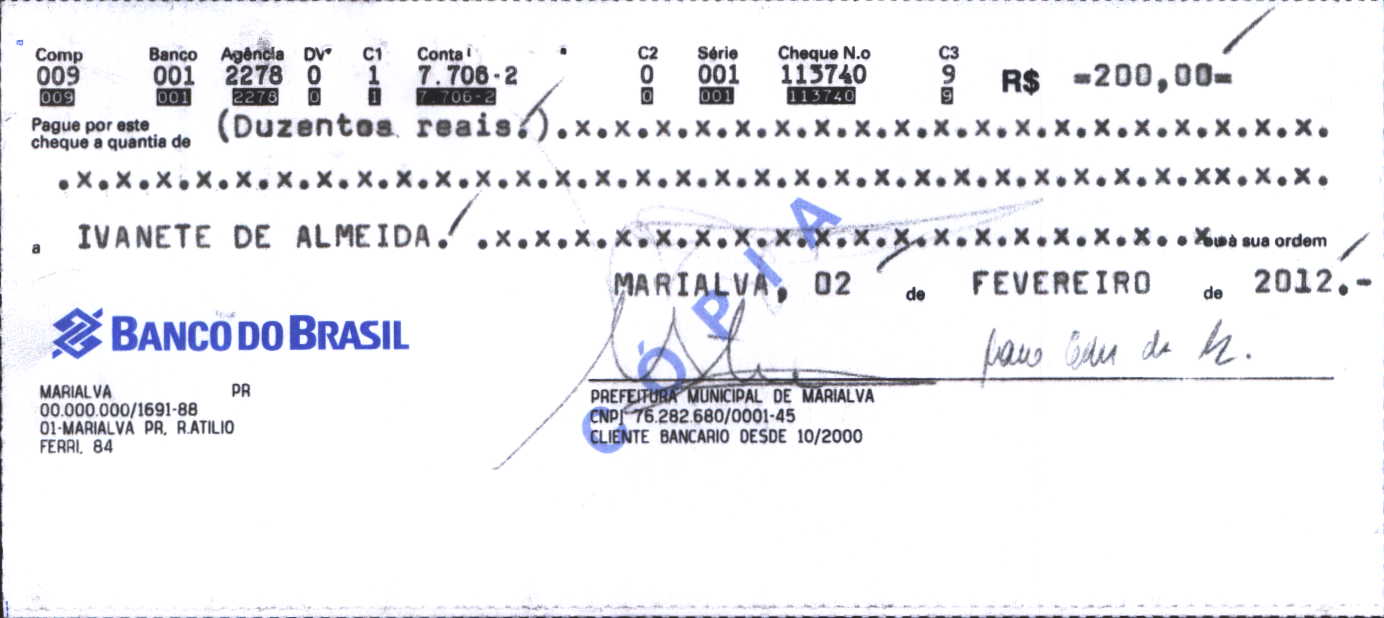 Comp Banco Agência DV* C1 Conta C2 Série Cheque N.o C3
009 001 2278 0 1 7.706-2 0 001 113740 9 R$ =200,00=
009 001 2278 0 1 7.706-2 0 001 113740 9
Pague por este
cheque a quantia de (Duzentos reais.).x.x.x.x.x.x.x.x.x.x.x.x.x.x.x.x.x.x.x.
.x.x.x.x.x.x.x.x.x.x.x.x.x.x.x.x.x.x.x.x.x.x.x.x.x.x.x.x.xx.x.x.
a IVANETE DE ALMEIDA. .x.x.x.x.x.x.x.x.x.x.x.x.x.x.x.x.x..x ou à sua ordem
MARIALVA, 02 de FEVEREIRO de 2012.-
CÓPIA
BANCO DO BRASIL
MARIALVA PR
00.000.000/1691-88
01-MARIALVA PR, R.ATILIO
FERRI, 84
PREFEITURA MUNICIPAL DE MARIALVA
CNPJ 76.282.680/0001-45
CLIENTE BANCARIO DESDE 10/2000